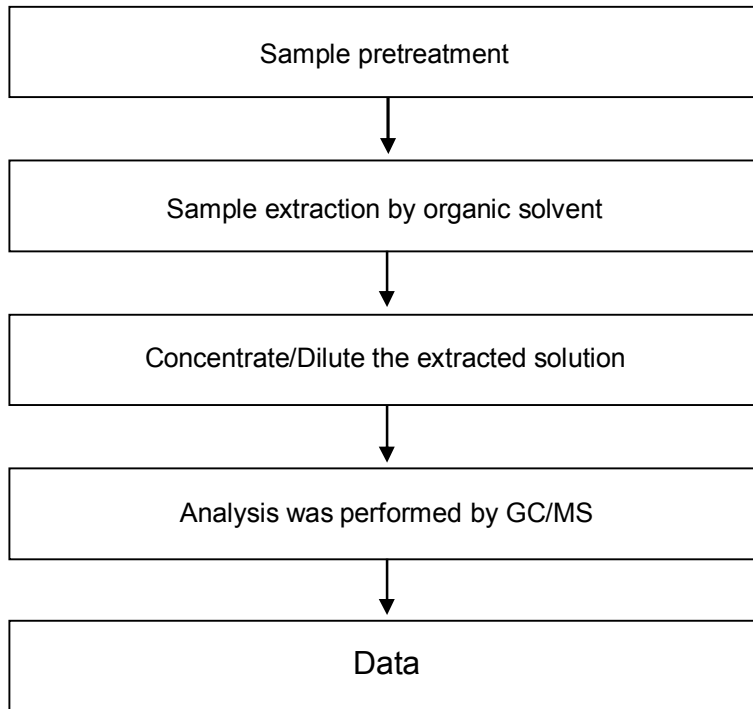 Sample pretreatment
Sample extraction by organic solvent
Concentrate/Dilute the extracted solution
Analysis was performed by GC/MS
Data